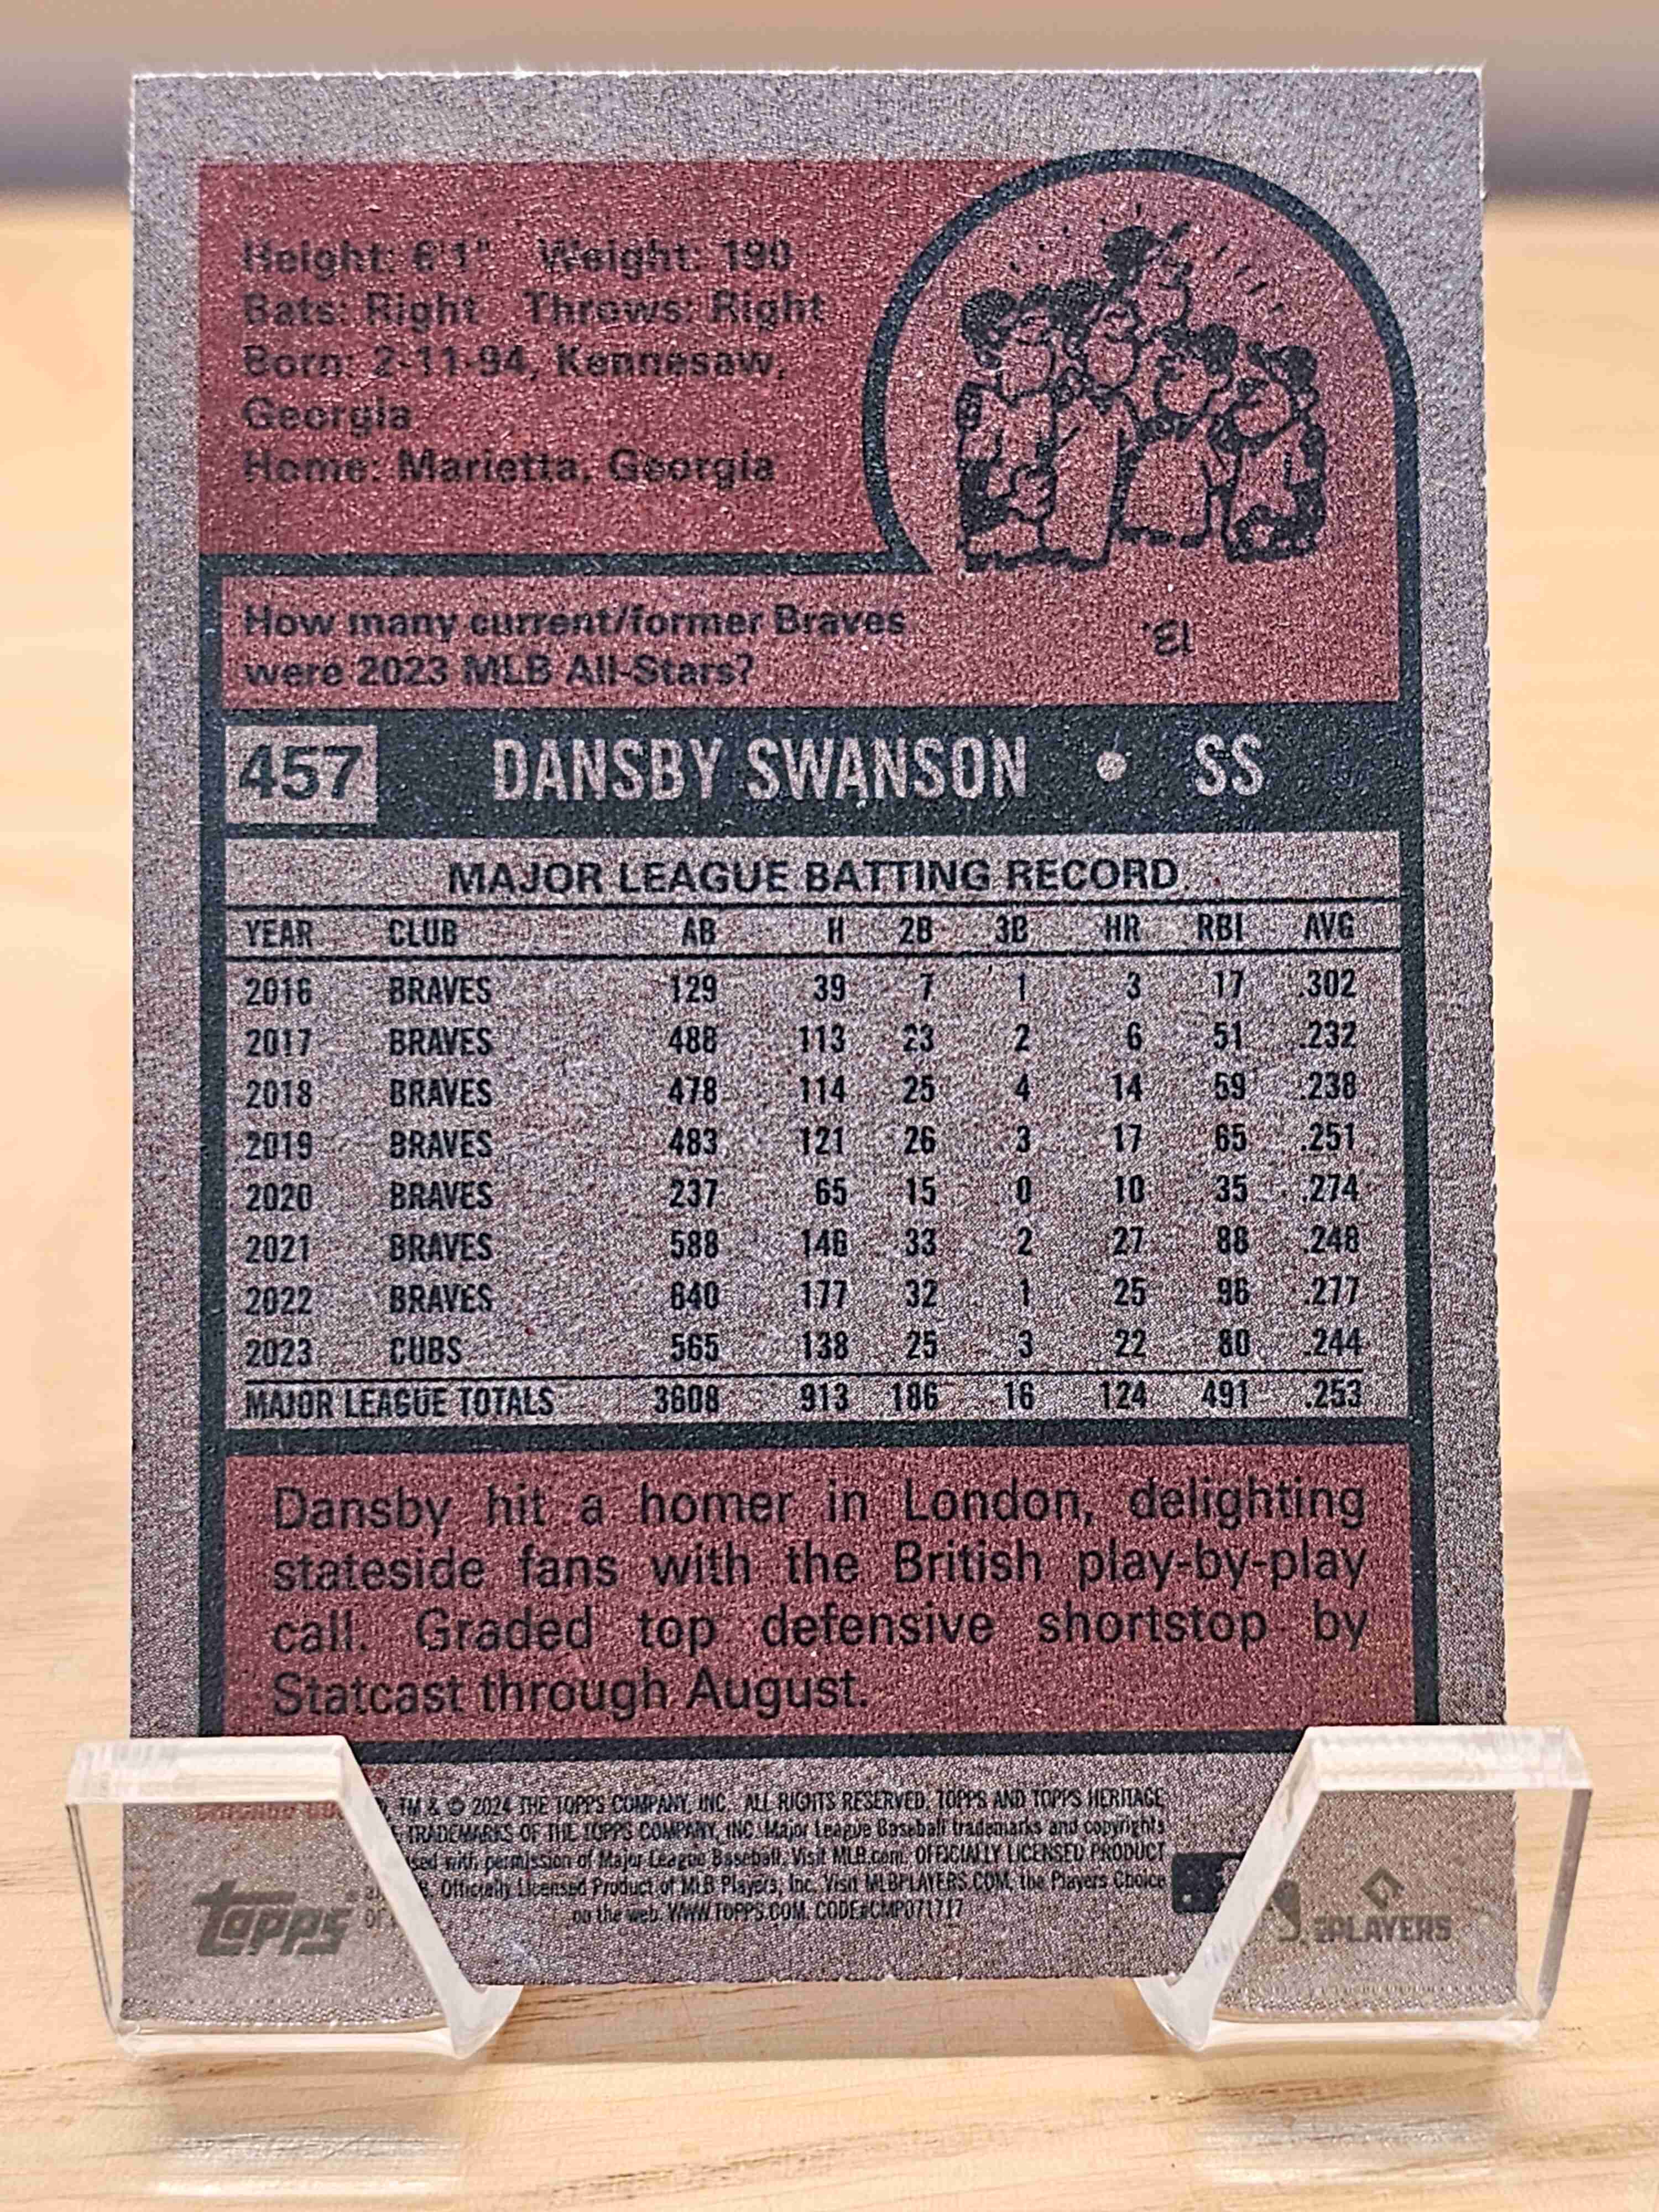 Height: 6'1" Weight: 190
Bats: Right Throws: Right
Born: 2-11-94, Kennesaw,
Georgia
Home: Marietta, Georgia
How many current/former Braves
were 2023 MLB All-Stars?
13.
457 DANSBY SWANSON • SS
MAJOR LEAGUE BATTING RECORD
YEAR CLUB AB H 2B 3B HR RBI AVG
2016 BRAVES 129 39 7 1 3 17 .302
2017 BRAVES 488 113 23 2 6 51 .232
2018 BRAVES 478 114 25 4 14 59 .238
2019 BRAVES 483 121 26 3 17 65 .251
2020 BRAVES 237 65 15 0 10 35 .274
2021 BRAVES 588 146 33 2 27 88 .248
2022 BRAVES 640 177 32 1 25 96 .277
2023 CUBS 565 138 25 3 22 80 .244
MAJOR LEAGUE TOTALS 3608 913 186 16 124 491 .253
Dansby hit a homer in London, delighting
stateside fans with the British play-by-play
call. Graded top defensive shortstop by
Statcast through August.
TM & © 2024 THE TOPPS COMPANY, INC. ALL RIGHTS RESERVED. TOPPS AND TOPPS HERITAGE
TRADEMARKS OF THE TOPPS COMPANY, INC. Major League Baseball trademarks and copyrights
with permission of Major League Baseball. Visit MLB.com. OFFICIALLY LICENSED PRODUCT
Officially Licensed Product of MLB Players, Inc. Visit MLBPLAYERS.COM, the Players Choice
on the web. WWW.TOPPS.COM. CODE#CMP071717
topps
PLAYERS